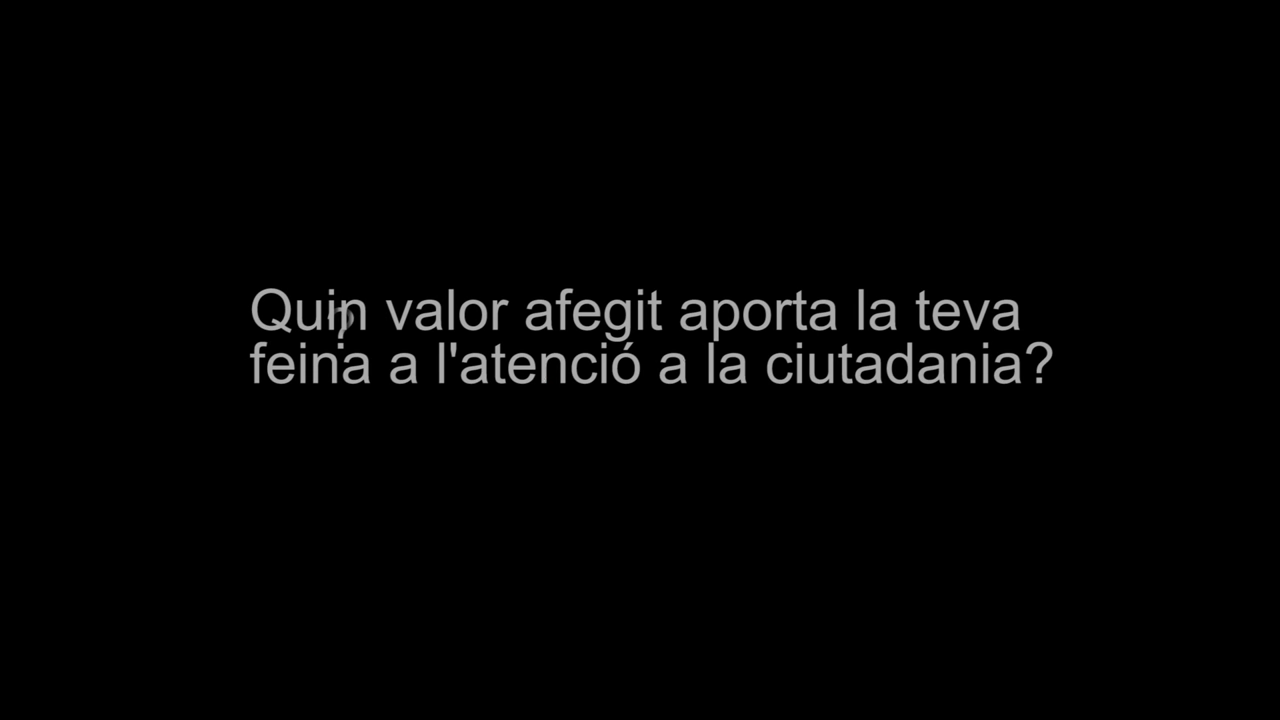 Quin valor afegit aporta la teva
feina a l'atenció a la ciutadania?
?